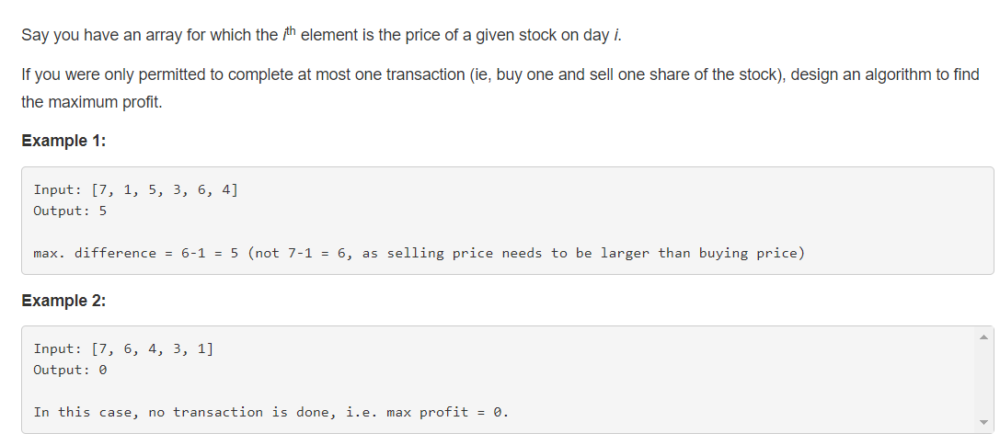 Say you have an array for which the ith element is the price of a given stock on day i.
If you were only permitted to complete at most one transaction (ie, buy one and sell one share of the stock), design an algorithm to find
the maximum profit.
Example 1:
Input: [7, 1, 5, 3, 6, 4]
Output: 5
max. difference = 6-1 = 5 (not 7-1 = 6, as selling price needs to be larger than buying price)
Example 2:
Input: [7, 6, 4, 3, 1]
Output: 0
In this case, no transaction is done, i.e. max profit = 0.